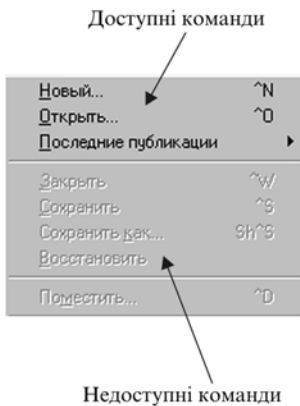 Доступні команди
Новый... ^N
Открыть... ^O
Последние публикации
Закрыть ^W
Сохранить ^S
Сохранить как... Sh^S
Восстановить
Поместить... ^D
Недоступні команди